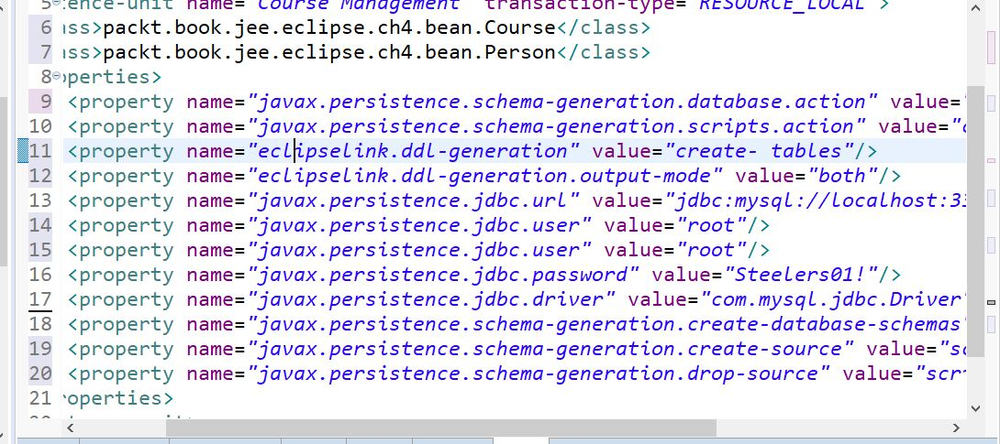 5 tence-unit name="Course Management" transaction-type="RESOURCE_LOCAL">
6 ass>packt.book.jee.eclipse.ch4.bean.Course</class>
7 ass>packt.book.jee.eclipse.ch4.bean.Person</class>
8 operties>
9 <property name="javax.persistence.schema-generation.database.action" value="
10 <property name="javax.persistence.schema-generation.scripts.action" value="
11 <property name="eclipselink.ddl-generation" value="create- tables"/>
12 <property name="eclipselink.ddl-generation.output-mode" value="both"/>
13 <property name="javax.persistence.jdbc.url" value="jdbc:mysql://localhost:33
14 <property name="javax.persistence.jdbc.user" value="root"/>
15 <property name="javax.persistence.jdbc.user" value="root"/>
16 <property name="javax.persistence.jdbc.password" value="Steelers01!"/>
17 <property name="javax.persistence.jdbc.driver" value="com.mysql.jdbc.Driver"
18 <property name="javax.persistence.schema-generation.create-database-schemas"
19 <property name="javax.persistence.schema-generation.create-source" value="sc
20 <property name="javax.persistence.schema-generation.drop-source" value="scr
21 roperties>